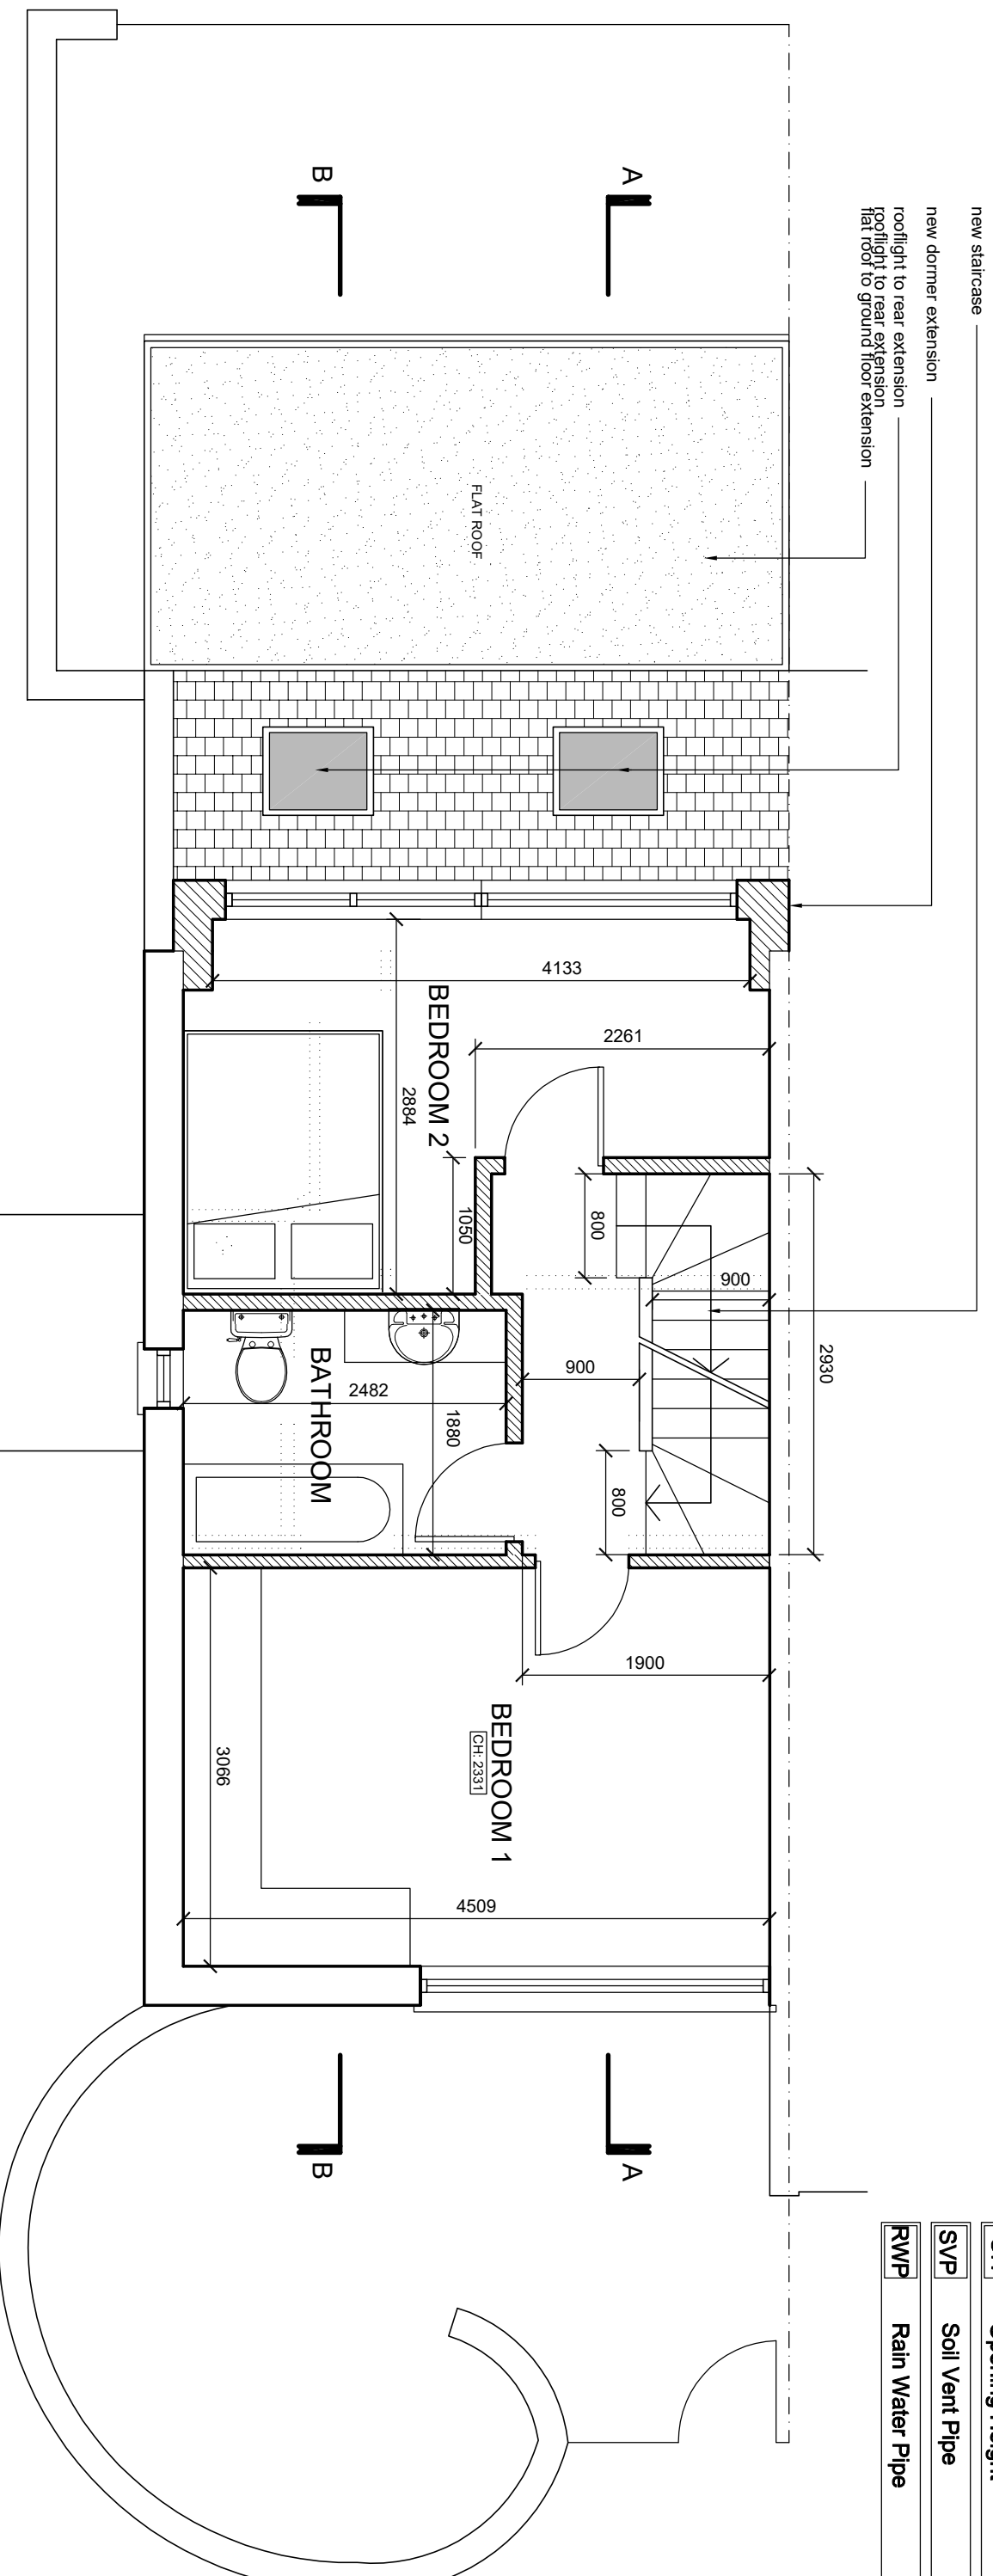 new staircase
new dormer extension
rooflight to rear extension
rooflight to rear extension
flat roof to ground floor extension
A
B
FLAT ROOF
4133
2261
BEDROOM 2
2884
1050
800
900
2930
900
800
BATHROOM
2482
1880
1900
BEDROOM 1
CH: 2331
3066
4509
A
B
Opening Height
SVP Soil Vent Pipe
RWP Rain Water Pipe